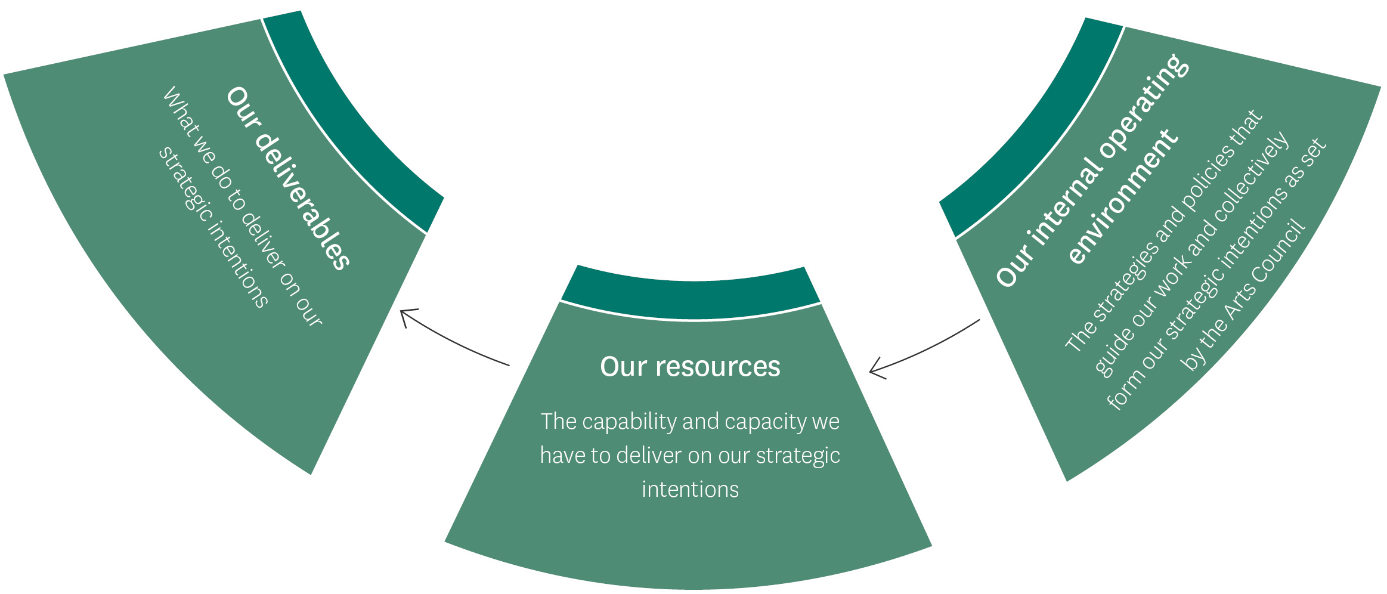 Our deliverables
What we do to deliver on our
strategic intentions
Our resources
The capability and capacity we
have to deliver on our strategic
intentions
Our internal operating
environment
The strategies and policies that
guide our work and collectively
form our strategic intentions as set
by the Arts Council